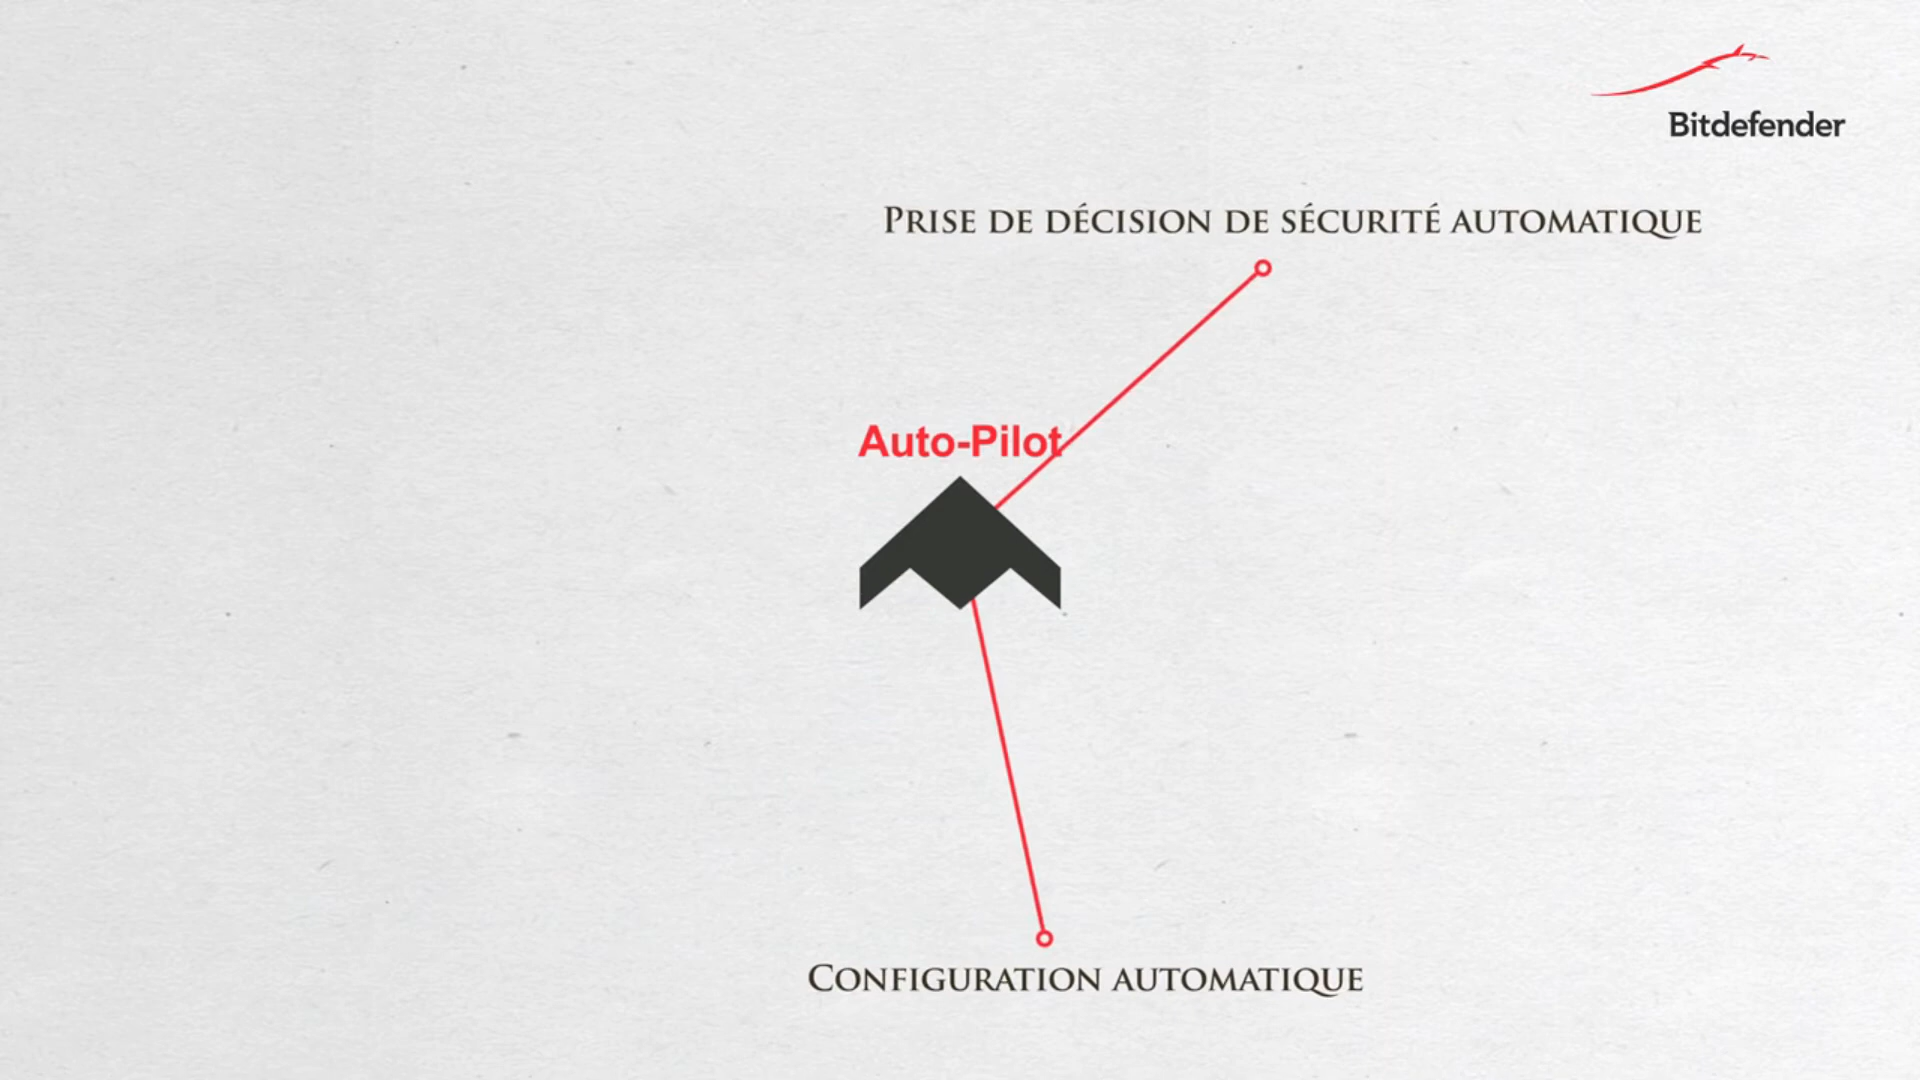 Bitdefender
Prise de décision de sécurité automatique
Auto-Pilot
Configuration automatique